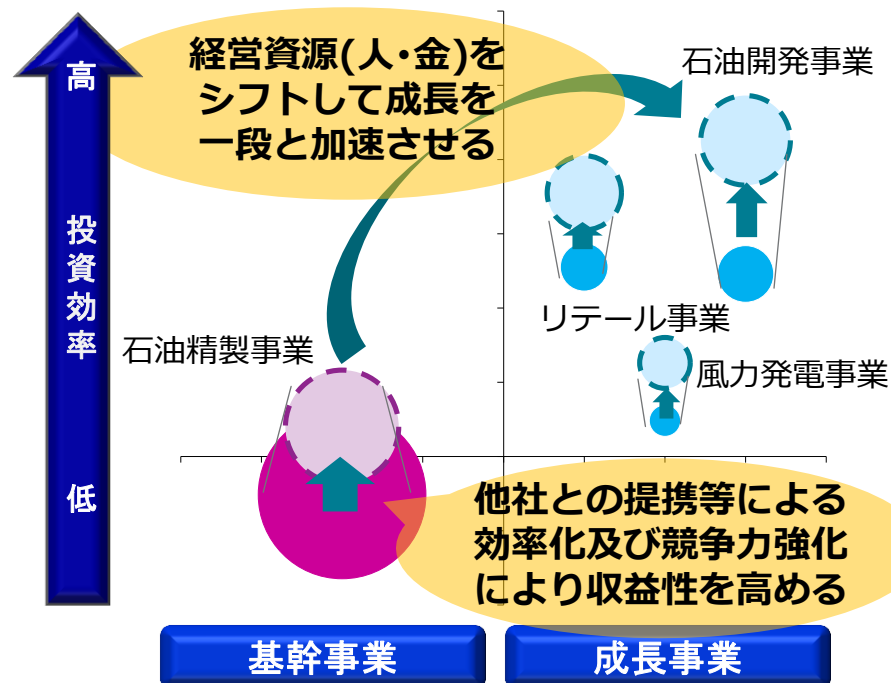 高
投資効率
低
経営資源(人・金)を
シフトして成長を
一段と加速させる
石油開発事業
リテール事業
石油精製事業
風力発電事業
他社との提携等による
効率化及び競争力強化
により収益性を高める
基幹事業
成長事業